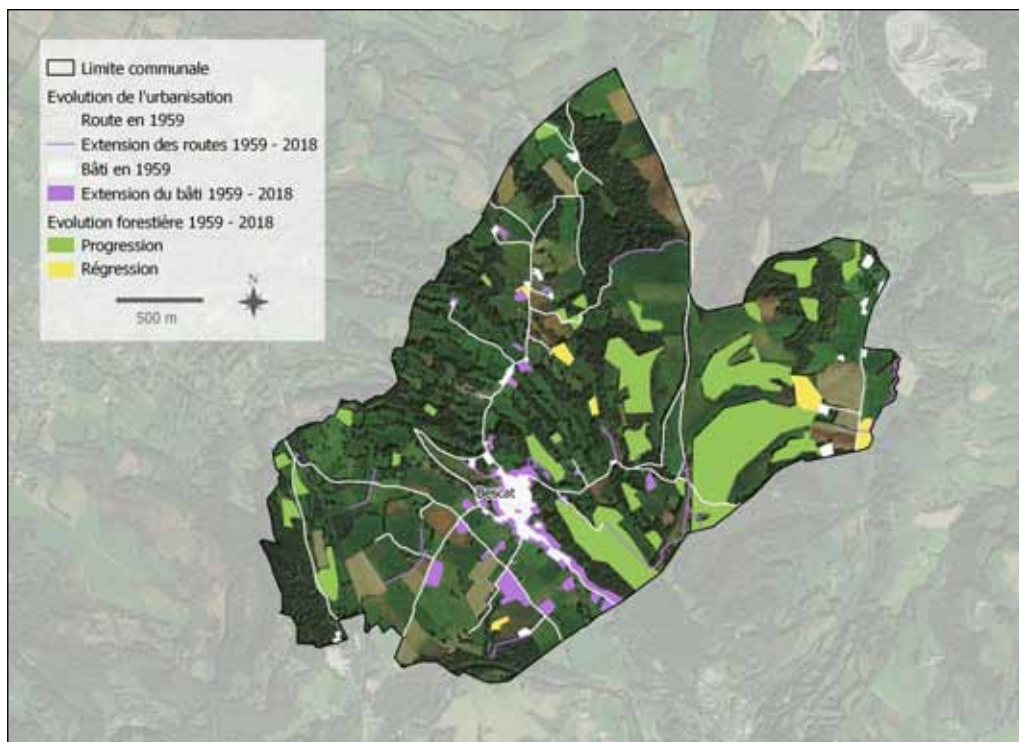 Limite communale
Evolution de l'urbanisation
Route en 1959
Extension des routes 1959 - 2018
Bâti en 1959
Extension du bâti 1959 - 2018
Evolution forestière 1959 - 2018
Progression
Régression
N
500 m
Bescat